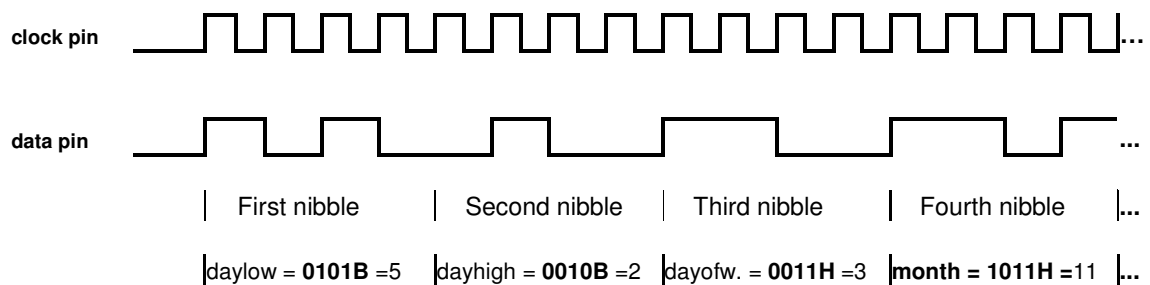 clock pin ...
data pin ...
First nibble Second nibble Third nibble Fourth nibble ...
daylow = 0101B =5 dayhigh = 0010B =2 dayofw. = 0011H =3 month = 1011H =11 ...